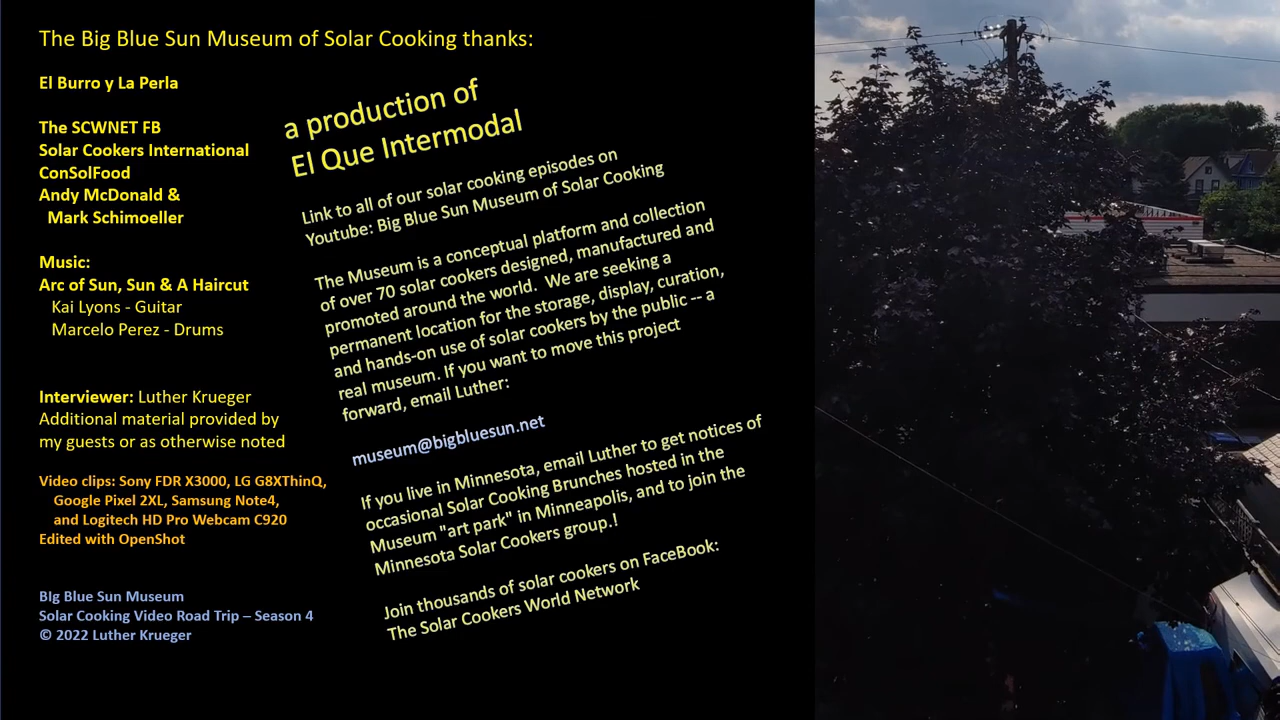 The Big Blue Sun Museum of Solar Cooking thanks:
El Burro y La Perla
The SCWNET FB
Solar Cookers International
ConSolFood
Andy McDonald &
Mark Schimoeller
Music:
Arc of Sun, Sun & A Haircut
Kai Lyons - Guitar
Marcelo Perez - Drums
Interviewer: Luther Krueger
Additional material provided by
my guests or as otherwise noted
Video clips: Sony FDR X3000, LG G8XThinQ,
Google Pixel 2XL, Samsung Note4,
and Logitech HD Pro Webcam C920
Edited with OpenShot
BIg Blue Sun Museum
Solar Cooking Video Road Trip – Season 4
© 2022 Luther Krueger
a production of
El Que Intermodal
Link to all of our solar cooking episodes on
Youtube: Big Blue Sun Museum of Solar Cooking
The Museum is a conceptual platform and collection
of over 70 solar cookers designed, manufactured and
promoted around the world. We are seeking a
permanent location for the storage, display, curation,
and hands-on use of solar cookers by the public -- a
real museum. If you want to move this project
forward, email Luther:
museum@bigbluesun.net
If you live in Minnesota, email Luther to get notices of
occasional Solar Cooking Brunches hosted in the
Museum "art park" in Minneapolis, and to join the
Minnesota Solar Cookers group.!
Join thousands of solar cookers on FaceBook:
The Solar Cookers World Network